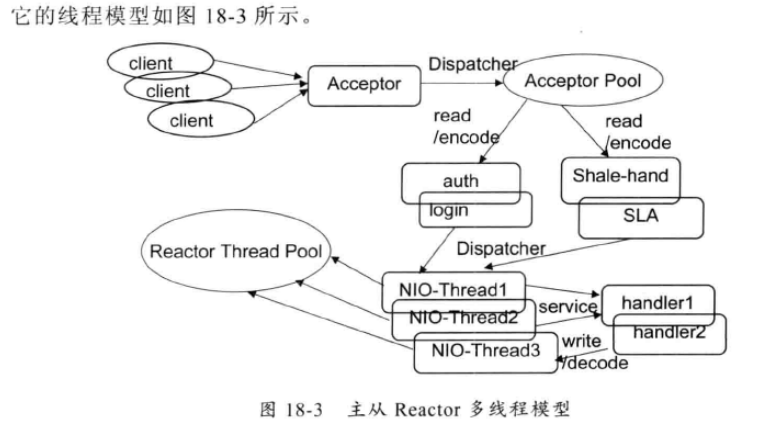 它的线程模型如图 18-3 所示。
client
client
client
Acceptor
Dispatcher
Acceptor Pool
read
/encode
read
/encode
auth
login
Shale-hand
SLA
Reactor Thread Pool
Dispatcher
NIO-Thread1
NIO-Thread2
NIO-Thread3
service
handler1
handler2
write
/decode
图 18-3 主从 Reactor 多线程模型